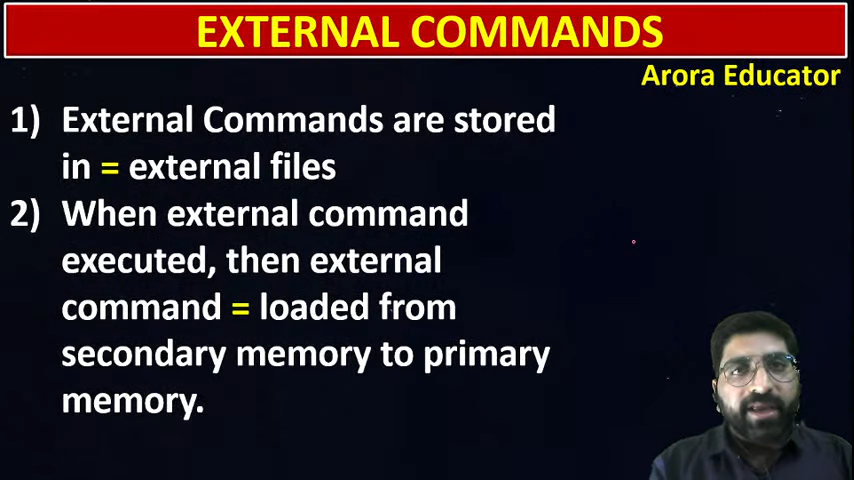 EXTERNAL COMMANDS
Arora Educator
1) External Commands are stored
in = external files
2) When external command
executed, then external
command = loaded from
secondary memory to primary
memory.